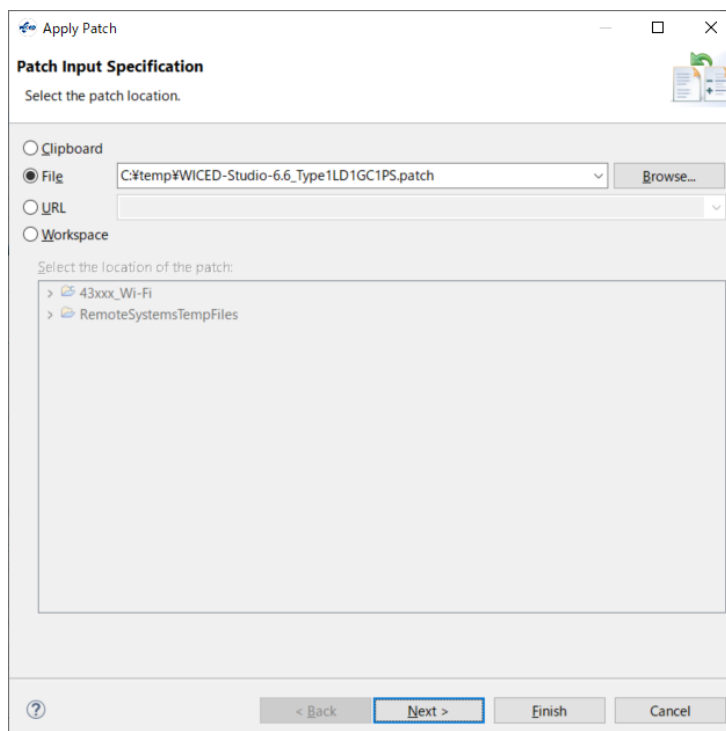 Apply Patch
Patch Input Specification
Select the patch location.
Clipboard
File
C:¥temp¥WICED-Studio-6.6_Type1LD1GC1PS.patch
Browse...
URL
Workspace
Select the location of the patch:
43xxx_Wi-Fi
RemoteSystemsTempFiles
< Back
Next >
Finish
Cancel